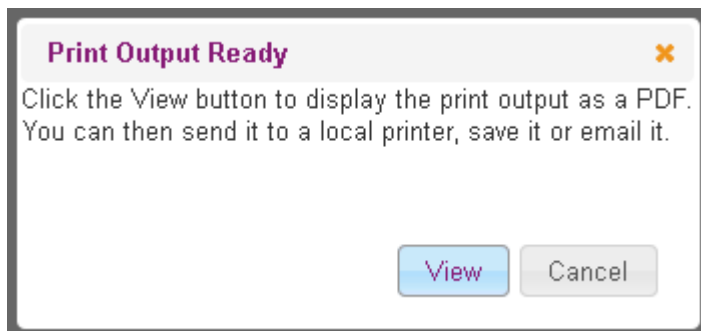 Print Output Ready
Click the View button to display the print output as a PDF.
You can then send it to a local printer, save it or email it.
View Cancel